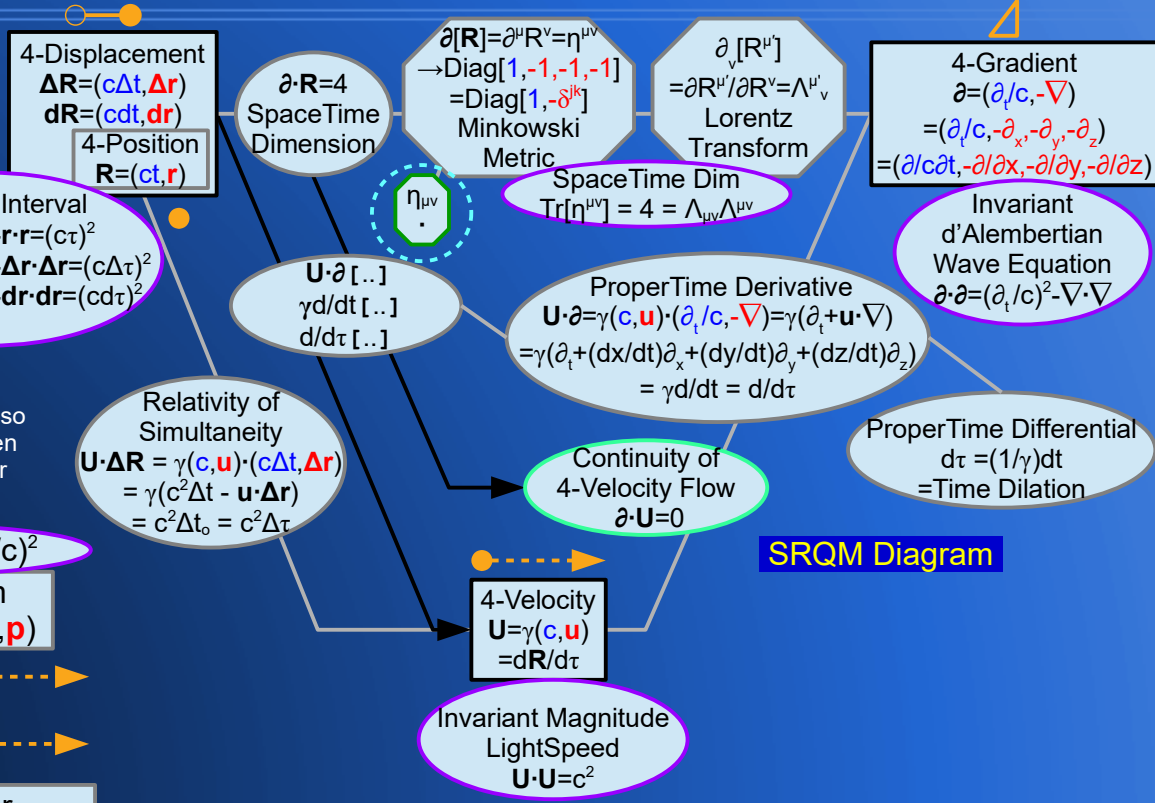 4-Displacement
ΔR=(cΔt,Δr)
dR=(cdt,dr)
4-Position
R=(ct,r)
∂·R=4
SpaceTime
Dimension
∂[R]=∂^μR^ν=η^μν
→Diag[1,-1,-1,-1]
=Diag[1,-δ^jk]
Minkowski
Metric
∂_ν[R^μ']
=∂R^μ'/∂R^ν=Λ^μ'_ν
Lorentz
Transform
4-Gradient
∂=(∂_t/c,-∇)
=(∂_t/c,-∂_x,-∂_y,-∂_z)
=(∂/c∂t,-∂/∂x,-∂/∂y,-∂/∂z)
Interval
r·r=(cτ)²
Δr·Δr=(cΔτ)²
dr·dr=(cdτ)²
η_μν
·
SpaceTime Dim
Tr[η^μν] = 4 = Λ_μνΛ^μν
Invariant
d'Alembertian
Wave Equation
∂·∂=(∂_t/c)²-∇·∇
U·∂[..]
γd/dt[..]
d/dτ[..]
ProperTime Derivative
U·∂=γ(c,u)·(∂_t/c,-∇)=γ(∂_t+u·∇)
=γ(∂_t+(dx/dt)∂_x+(dy/dt)∂_y+(dz/dt)∂_z)
= γd/dt = d/dτ
Relativity of
Simultaneity
U·ΔR = γ(c,u)·(cΔt,Δr)
= γ(c²Δt - u·Δr)
= c²Δt_o = c²Δτ
ProperTime Differential
dτ =(1/γ)dt
=Time Dilation
Continuity of
4-Velocity Flow
∂·U=0
so
en
r
/c)²
SRQM Diagram
,p)
4-Velocity
U=γ(c,u)
=dR/dτ
Invariant Magnitude
LightSpeed
U·U=c²